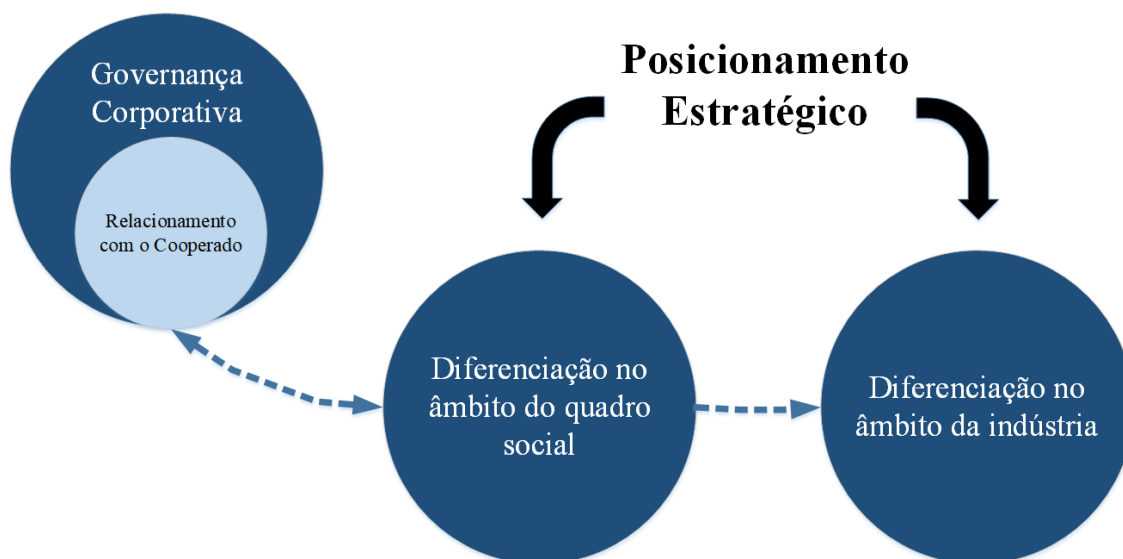 Governança
Corporativa
Relacionamento
com o Cooperado
Posicionamento
Estratégico
Diferenciação no
âmbito do quadro
social
Diferenciação no
âmbito da indústria